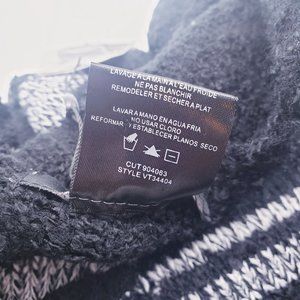 LAVAGE A LA MAIN A L'EAU FROIDE
NE PAS BLANCHIR
REMODELER ET SECHER A PLAT
LAVAR A MANO EN AGUA FRIA
NO USAR CLORO
REFORMAR Y ESTABLECER PLANOS SECO
CUT 904063
STYLE VT34404